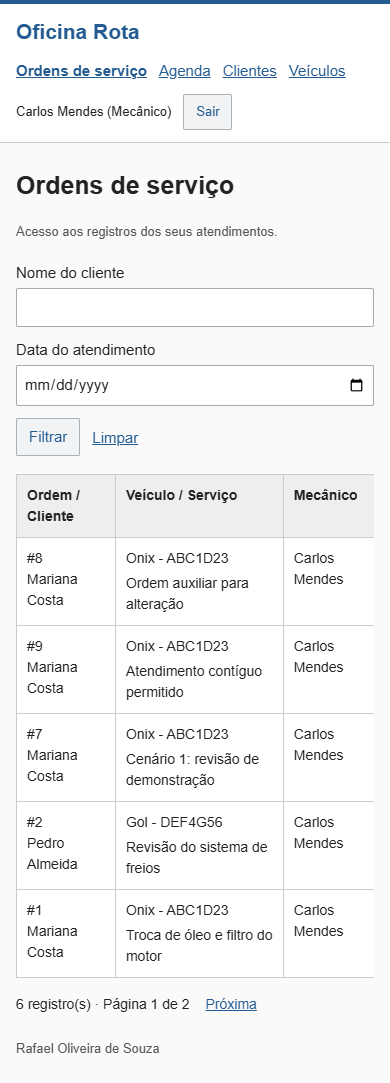 Oficina Rota
Ordens de serviço Agenda Clientes Veículos
Carlos Mendes (Mecânico) Sair
Ordens de serviço
Acesso aos registros dos seus atendimentos.
Nome do cliente
Data do atendimento
mm/dd/yyyy
Filtrar Limpar
Ordem / Cliente Veículo / Serviço Mecânico
#8 Mariana Costa Onix - ABC1D23 Ordem auxiliar para alteração Carlos Mendes
#9 Mariana Costa Onix - ABC1D23 Atendimento contíguo permitido Carlos Mendes
#7 Mariana Costa Onix - ABC1D23 Cenário 1: revisão de demonstração Carlos Mendes
#2 Pedro Almeida Gol - DEF4G56 Revisão do sistema de freios Carlos Mendes
#1 Mariana Costa Onix - ABC1D23 Troca de óleo e filtro do motor Carlos Mendes
6 registro(s) · Página 1 de 2 Próxima
Rafael Oliveira de Souza